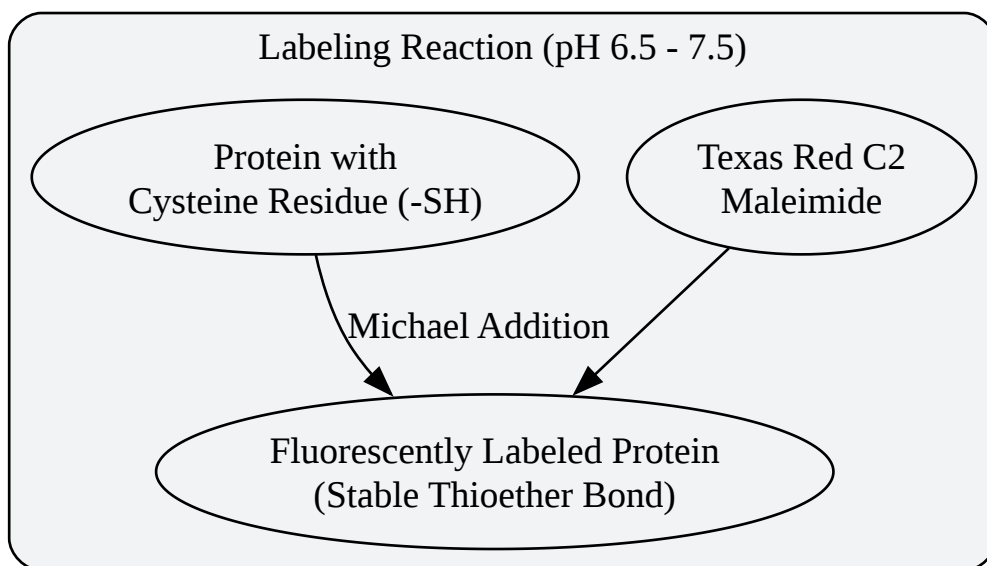 Labeling Reaction (pH 6.5 - 7.5)
Protein with
Cysteine Residue (-SH)
Texas Red C2
Maleimide
Michael Addition
Fluorescently Labeled Protein
(Stable Thioether Bond)